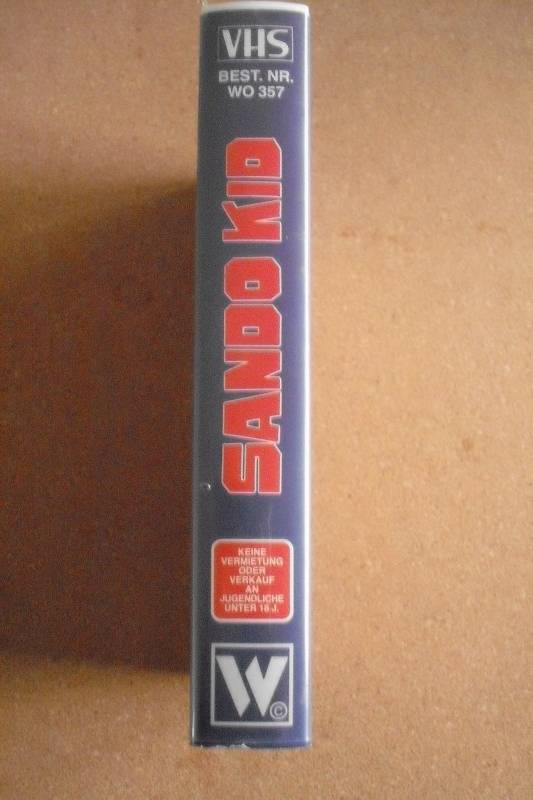 VHS
BEST. NR.
WO 357
SANDO KID
KEINE
VERMIETUNG
ODER
VERKAUF
AN
JUGENDLICHE
UNTER 18 J.
W
©